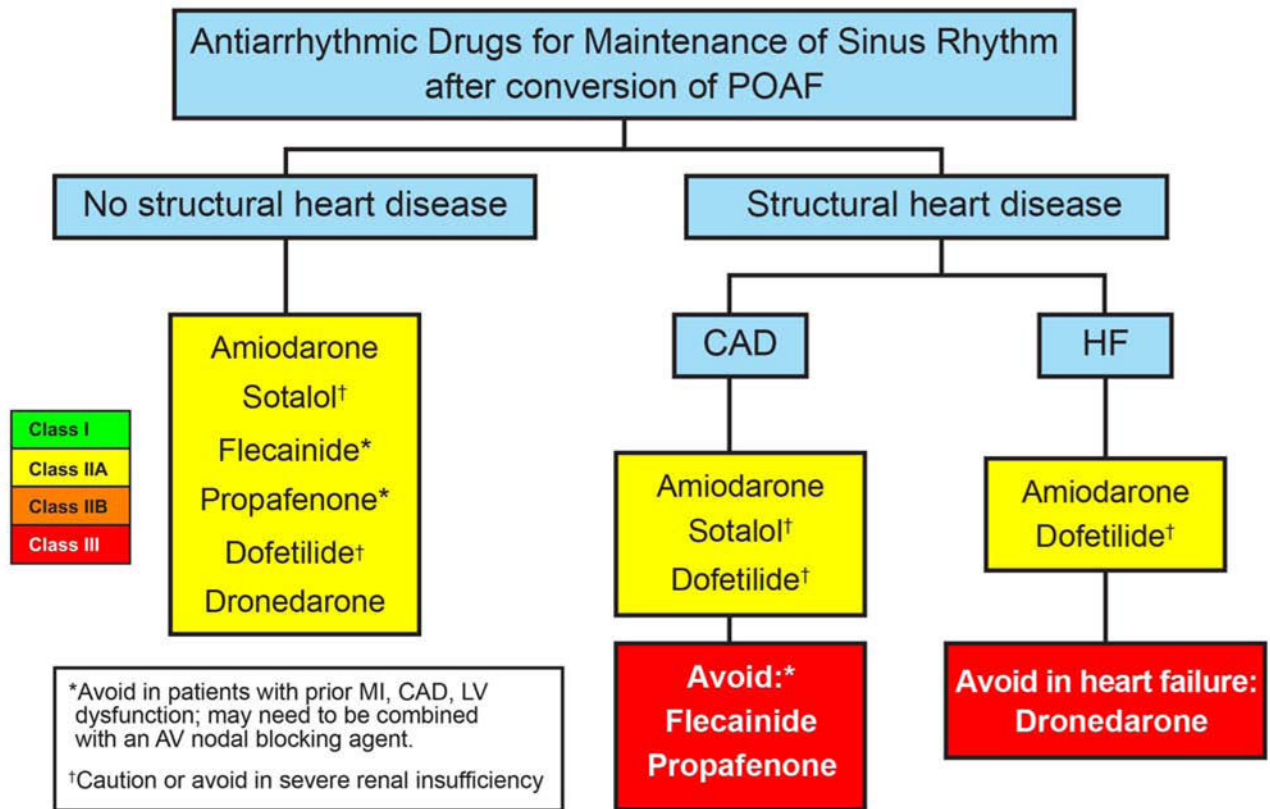 Antiarrhythmic Drugs for Maintenance of Sinus Rhythm
after conversion of POAF
No structural heart disease
Structural heart disease
CAD
HF
Amiodarone
Sotalol†
Flecainide*
Propafenone*
Dofetilide†
Dronedarone
Class I
Class IIA
Class IIB
Class III
Amiodarone
Sotalol†
Dofetilide†
Amiodarone
Dofetilide†
Avoid:*
Flecainide
Propafenone
Avoid in heart failure:
Dronedarone
*Avoid in patients with prior MI, CAD, LV
dysfunction; may need to be combined
with an AV nodal blocking agent.
†Caution or avoid in severe renal insufficiency